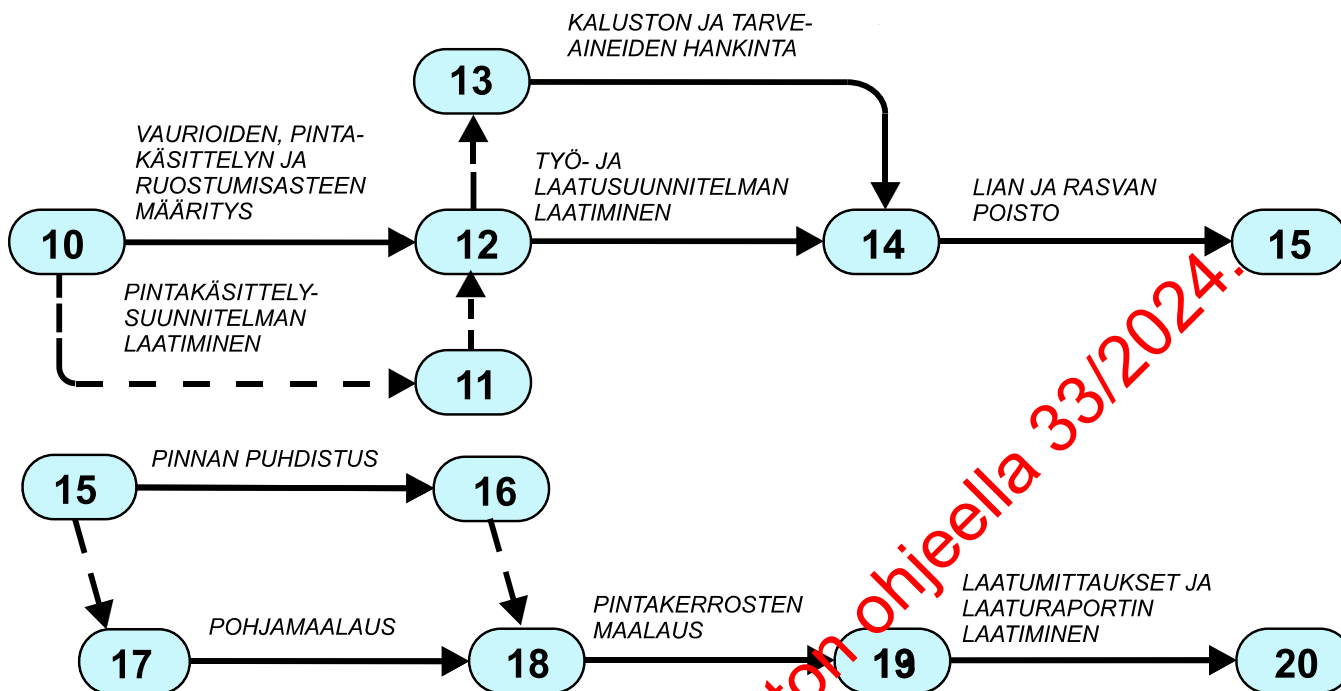 KALUSTON JA TARVE-
AINEIDEN HANKINTA
13
VAURIOIDEN, PINTA-
KÄSITTELYN JA
RUOSTUMISASTEEN
MÄÄRITYS
TYÖ- JA
LAATUSUUNNITELMAN
LAATIMINEN
LIAN JA RASVAN
POISTO
10
12
14
15
PINTAKÄSITTELY-
SUUNNITELMAN
LAATIMINEN
11
PINNAN PUHDISTUS
15
16
POHJAMAALAUS
PINTAKERROSTEN
MAALAUS
LAATUMITTAUKSET JA
LAATURAPORTIN
LAATIMINEN
17
18
19
20
ohjeella 33/2024.